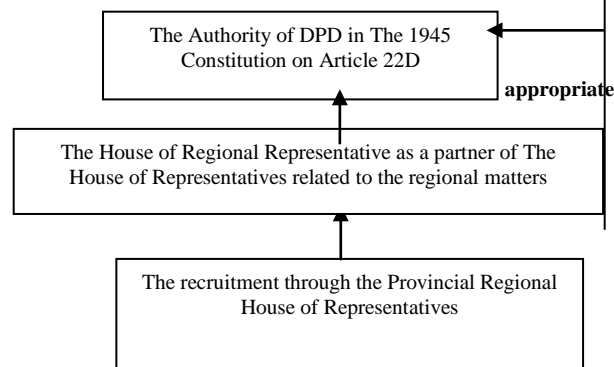 The Authority of DPD in The 1945
Constitution on Article 22D
appropriate
The House of Regional Representative as a partner of The
House of Representatives related to the regional matters
The recruitment through the Provincial Regional
House of Representatives